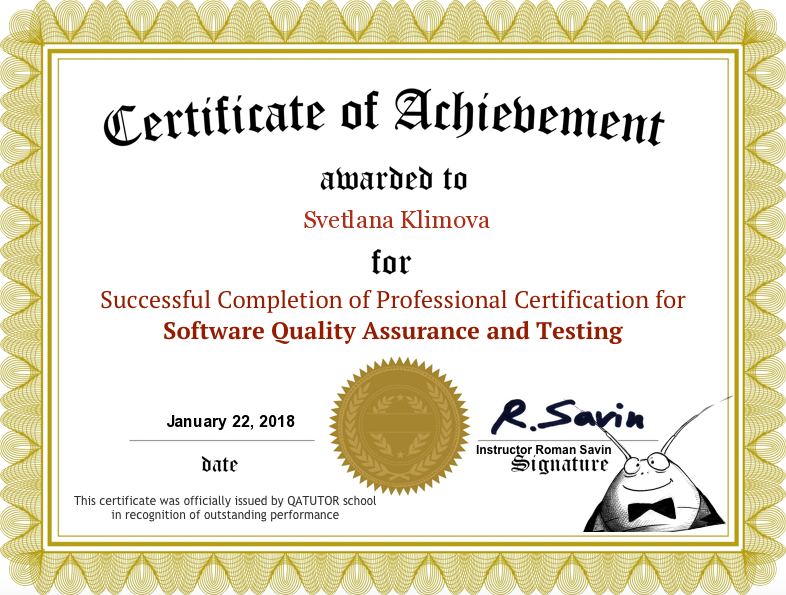 Certificate of Achievement
awarded to
Svetlana Klimova
for
Successful Completion of Professional Certification for
Software Quality Assurance and Testing
January 22, 2018
date
R. Savin
Instructor Roman Savin
Signature
This certificate was officially issued by QATUTOR school
in recognition of outstanding performance